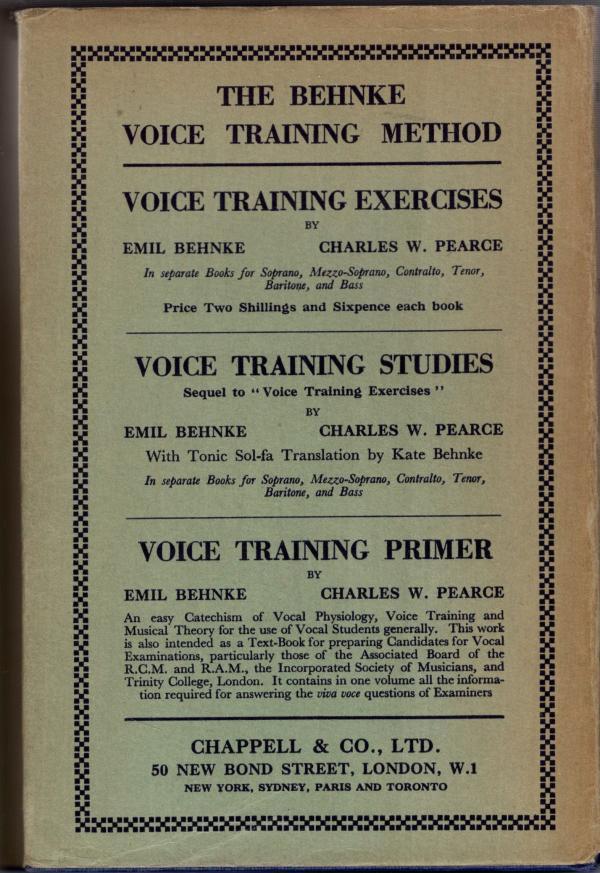 THE BEHNKE
VOICE TRAINING METHOD
VOICE TRAINING EXERCISES
BY
EMIL BEHNKE CHARLES W. PEARCE
In separate Books for Soprano, Mezzo-Soprano, Contralto, Tenor,
Baritone, and Bass
Price Two Shillings and Sixpence each book
VOICE TRAINING STUDIES
Sequel to "Voice Training Exercises"
BY
EMIL BEHNKE CHARLES W. PEARCE
With Tonic Sol-fa Translation by Kate Behnke
In separate Books for Soprano, Mezzo-Soprano, Contralto, Tenor,
Baritone, and Bass
VOICE TRAINING PRIMER
BY
EMIL BEHNKE CHARLES W. PEARCE
An easy Catechism of Vocal Physiology, Voice Training and
Musical Theory for the use of Vocal Students generally. This work
is also intended as a Text-Book for preparing Candidates for Vocal
Examinations, particularly those of the Associated Board of the
R.C.M. and R.A.M., the Incorporated Society of Musicians, and
Trinity College, London. It contains in one volume all the informa-
tion required for answering the viva voce questions of Examiners
CHAPPELL & CO., LTD.
50 NEW BOND STREET, LONDON, W.1
NEW YORK, SYDNEY, PARIS AND TORONTO